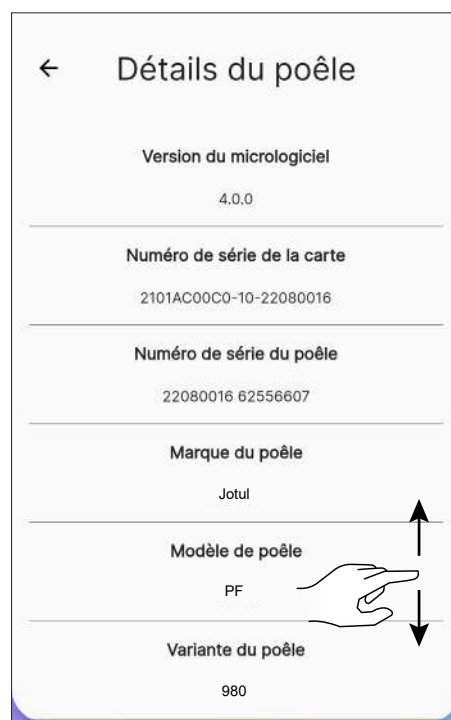 Détails du poêle
Version du micrologiciel
4.0.0
Numéro de série de la carte
2101AC00C0-10-22080016
Numéro de série du poêle
22080016 62556607
Marque du poêle
Jotul
Modèle de poêle
PF
Variante du poêle
980